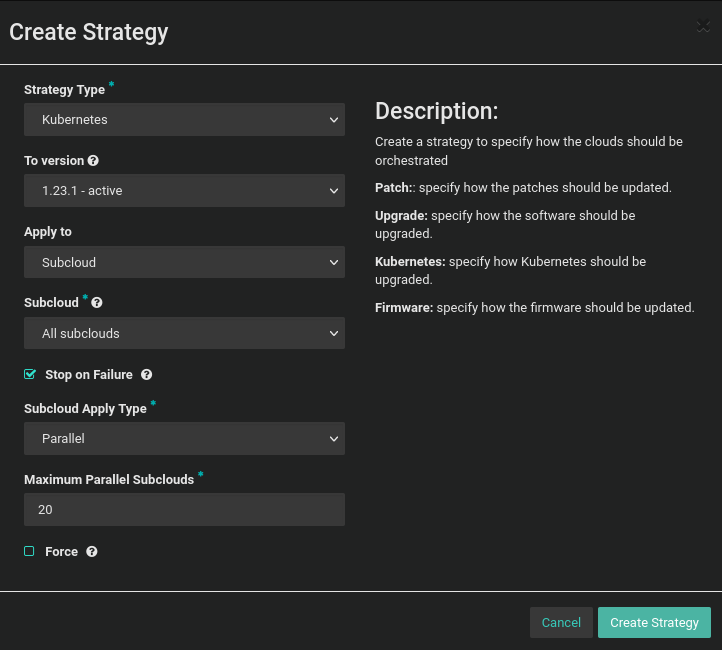 Create Strategy
Strategy Type *
Kubernetes
To version
1.23.1 - active
Apply to
Subcloud
Subcloud *
All subclouds
Stop on Failure
Subcloud Apply Type *
Parallel
Maximum Parallel Subclouds *
20
Force
Description:
Create a strategy to specify how the clouds should be
orchestrated
Patch:: specify how the patches should be updated.
Upgrade: specify how the software should be
upgraded.
Kubernetes: specify how Kubernetes should be
upgraded.
Firmware: specify how the firmware should be updated.
Cancel
Create Strategy